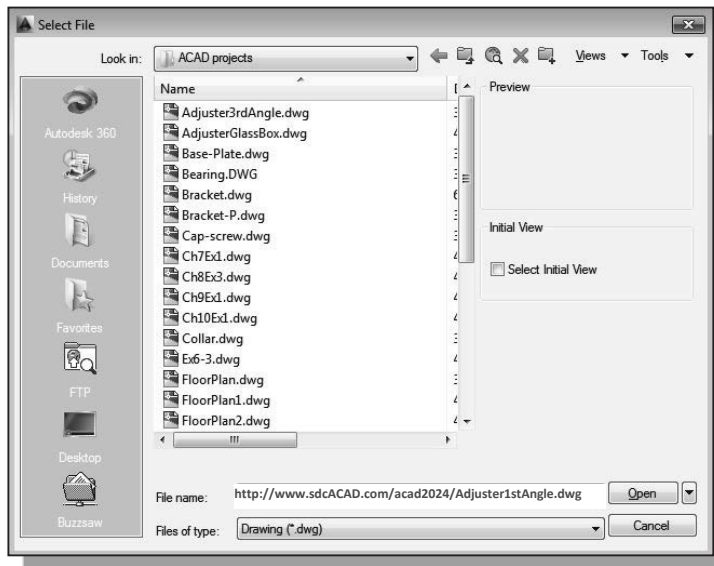 Select File
Look in: ACAD projects Views Tools
Name
Preview
Adjuster3rdAngle.dwg
AdjusterGlassBox.dwg
Base-Plate.dwg
Bearing.DWG
Bracket.dwg
Bracket-P.dwg
Cap-screw.dwg
Ch7Ex1.dwg
Ch8Ex3.dwg
Ch9Ex1.dwg
Ch10Ex1.dwg
Collar.dwg
Ex6-3.dwg
FloorPlan.dwg
FloorPlan1.dwg
FloorPlan2.dwg
Autodesk 360
History
Documents
Favorites
FTP
Desktop
Buzzsaw
Initial View
Select Initial View
File name: http://www.sdcACAD.com/acad2024/Adjuster1stAngle.dwg Open
Files of type: Drawing (*.dwg) Cancel